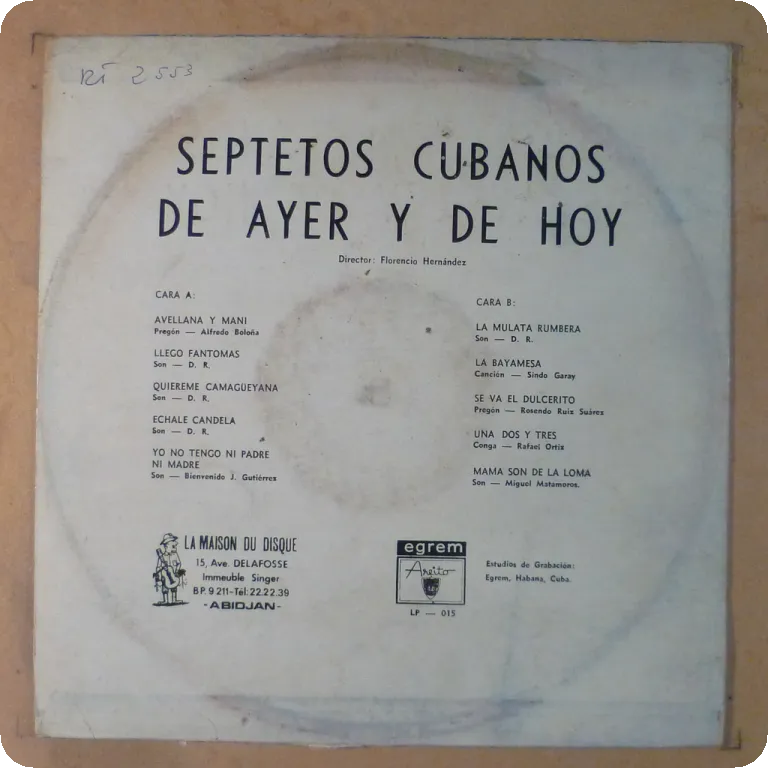 2553
SEPTETOS CUBANOS
DE AYER Y DE HOY
Director: Florencio Hernández
CARA A:
AVELLANA Y MANI
Pregón — Alfredo Boloña
LLEGO FANTOMAS
Son — D. R.
QUIEREME CAMAGUEYANA
Son — D. R.
ECHALE CANDELA
Son — D. R.
YO NO TENGO NI PADRE
NI MADRE
Son — Bienvenido J. Gutiérrez
CARA B:
LA MULATA RUMBERA
Son — D. R.
LA BAYAMESA
Canción — Sindo Garay
SE VA EL DULCERITO
Pregón — Rosendo Ruiz Suárez
UNA DOS Y TRES
Conga — Rafael Ortiz
MAMA SON DE LA LOMA
Son — Miguel Matamoros.
LA MAISON DU DISQUE
15, Ave. DELAFOSSE
Immeuble Singer
B P. 9 211-Tél: 22.22.39
- ABIDJAN -
egrem
Areito
LP — 015
Estudios de Grabación:
Egrem, Habana, Cuba.